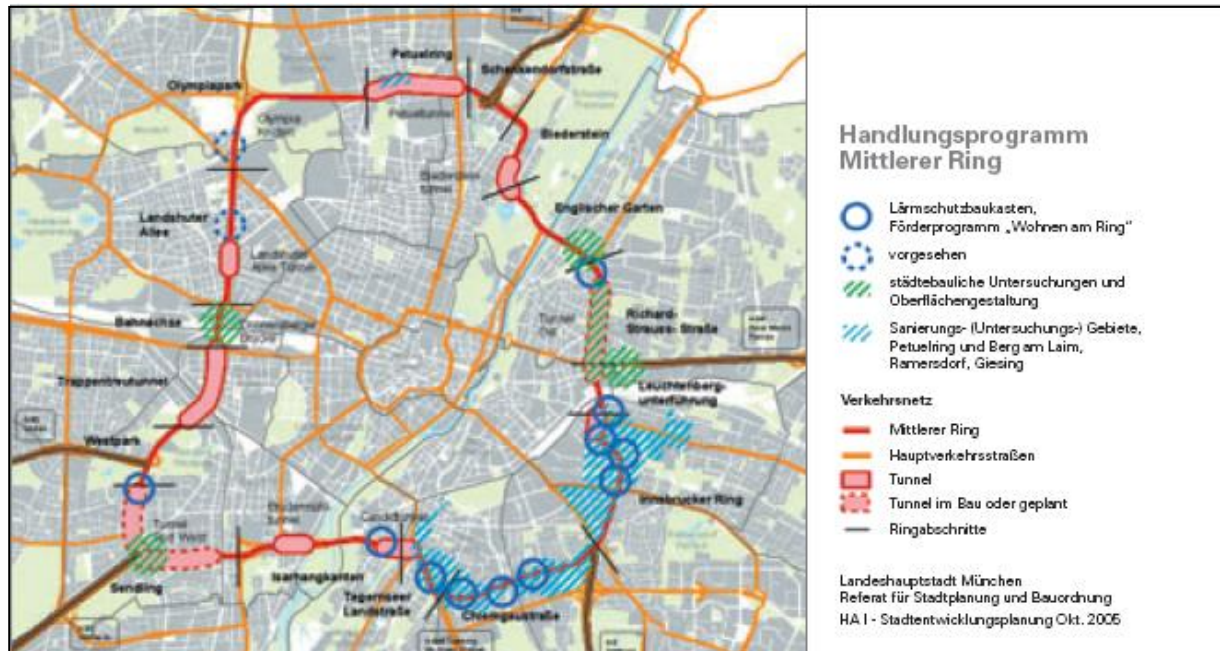 Petuelring
Schenkendorfstraße
Olympiapark
Petueltunnel
Biederstein
Englischer Garten
Landshuter
Allee
Landshuter
Allee Tunnel
Richard-
Strauss-Straße
Bahnachse
Trappentreutunnel
Leuchtenberg-
unterführung
Westpark
Innsbrucker Ring
Candidtunnel
Sendling
Isarhangkanten
Tegernseer
Landstraße
Chiemgaustraße
Handlungsprogramm
Mittlerer Ring
Lärmschutzbaukasten,
Förderprogramm „Wohnen am Ring“
vorgesehen
städtebauliche Untersuchungen und
Oberflächengestaltung
Sanierungs- (Untersuchungs-) Gebiete,
Petuelring und Berg am Laim,
Ramersdorf, Giesing
Verkehrsnetz
Mittlerer Ring
Hauptverkehrsstraßen
Tunnel
Tunnel im Bau oder geplant
Ringabschnitte
Landeshauptstadt München
Referat für Stadtplanung und Bauordnung
HA I - Stadtentwicklungsplanung Okt. 2005